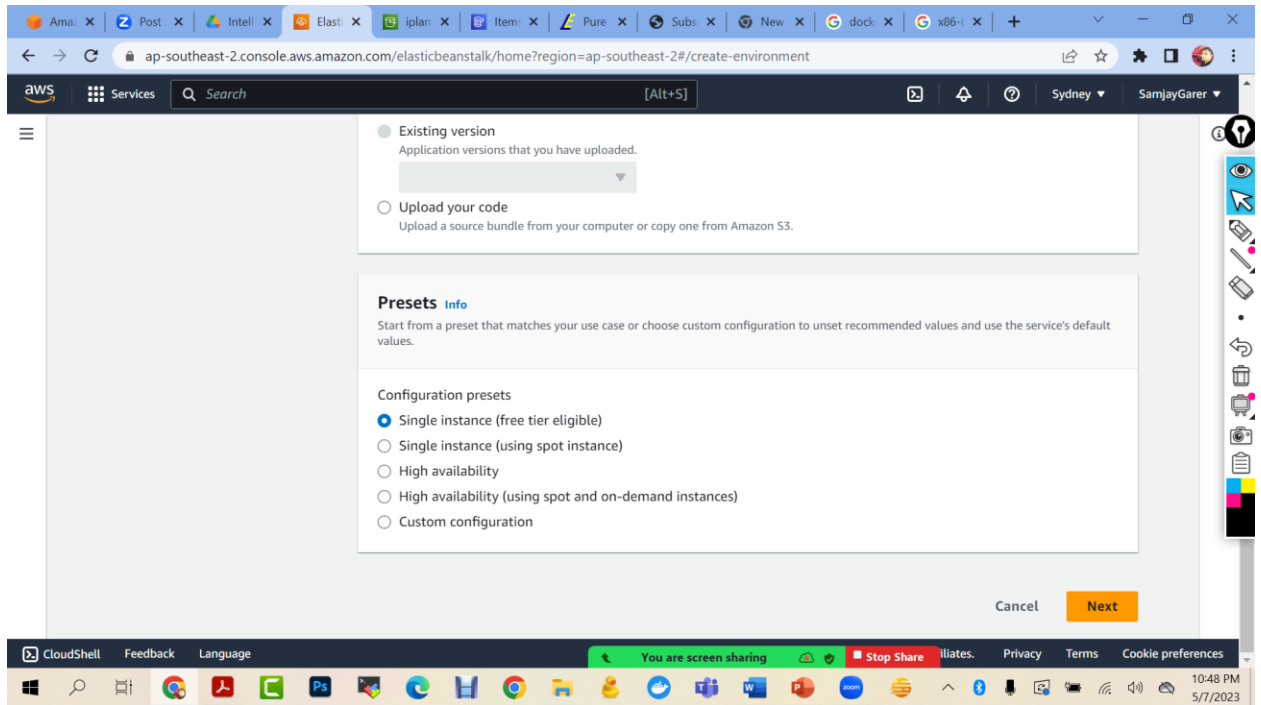 Ama:
Post
Intell
Elasti
iplan
Items
Pure
Subs
New
dock
x86-6
ap-southeast-2.console.aws.amazon.com/elasticbeanstalk/home?region=ap-southeast-2#/create-environment
aws
Services
Search
[Alt+S]
Sydney ▼
SamjayGarer ▼
Existing version
Application versions that you have uploaded.
Upload your code
Upload a source bundle from your computer or copy one from Amazon S3.
Presets Info
Start from a preset that matches your use case or choose custom configuration to unset recommended values and use the service's default
values.
Configuration presets
Single instance (free tier eligible)
Single instance (using spot instance)
High availability
High availability (using spot and on-demand instances)
Custom configuration
Cancel
Next
CloudShell
Feedback
Language
You are screen sharing
Stop Share
iliates.
Privacy
Terms
Cookie preferences
Ps
zoom
10:48 PM
5/7/2023